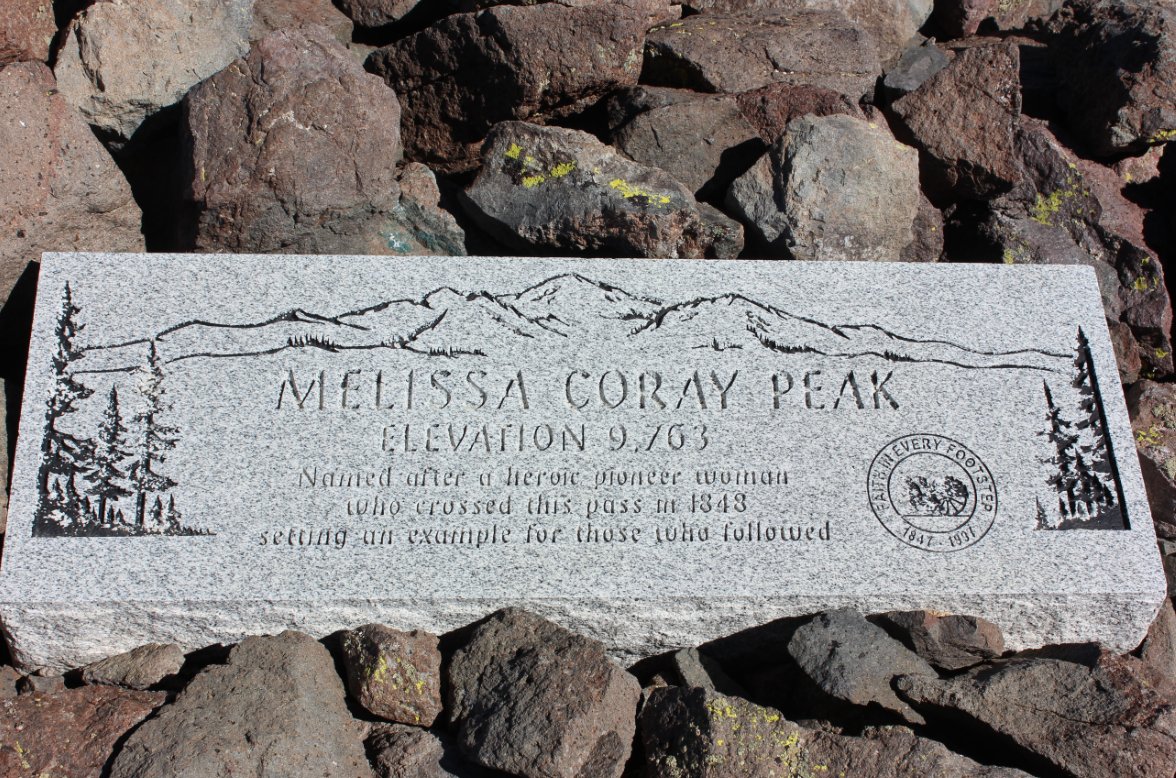 MELISSA CORAY PEAK
ELEVATION 9,763
Named after a heroic pioneer woman
who crossed this pass in 1848
setting an example for those who followed
FAITH IN EVERY FOOTSTEP
1847 - 1997